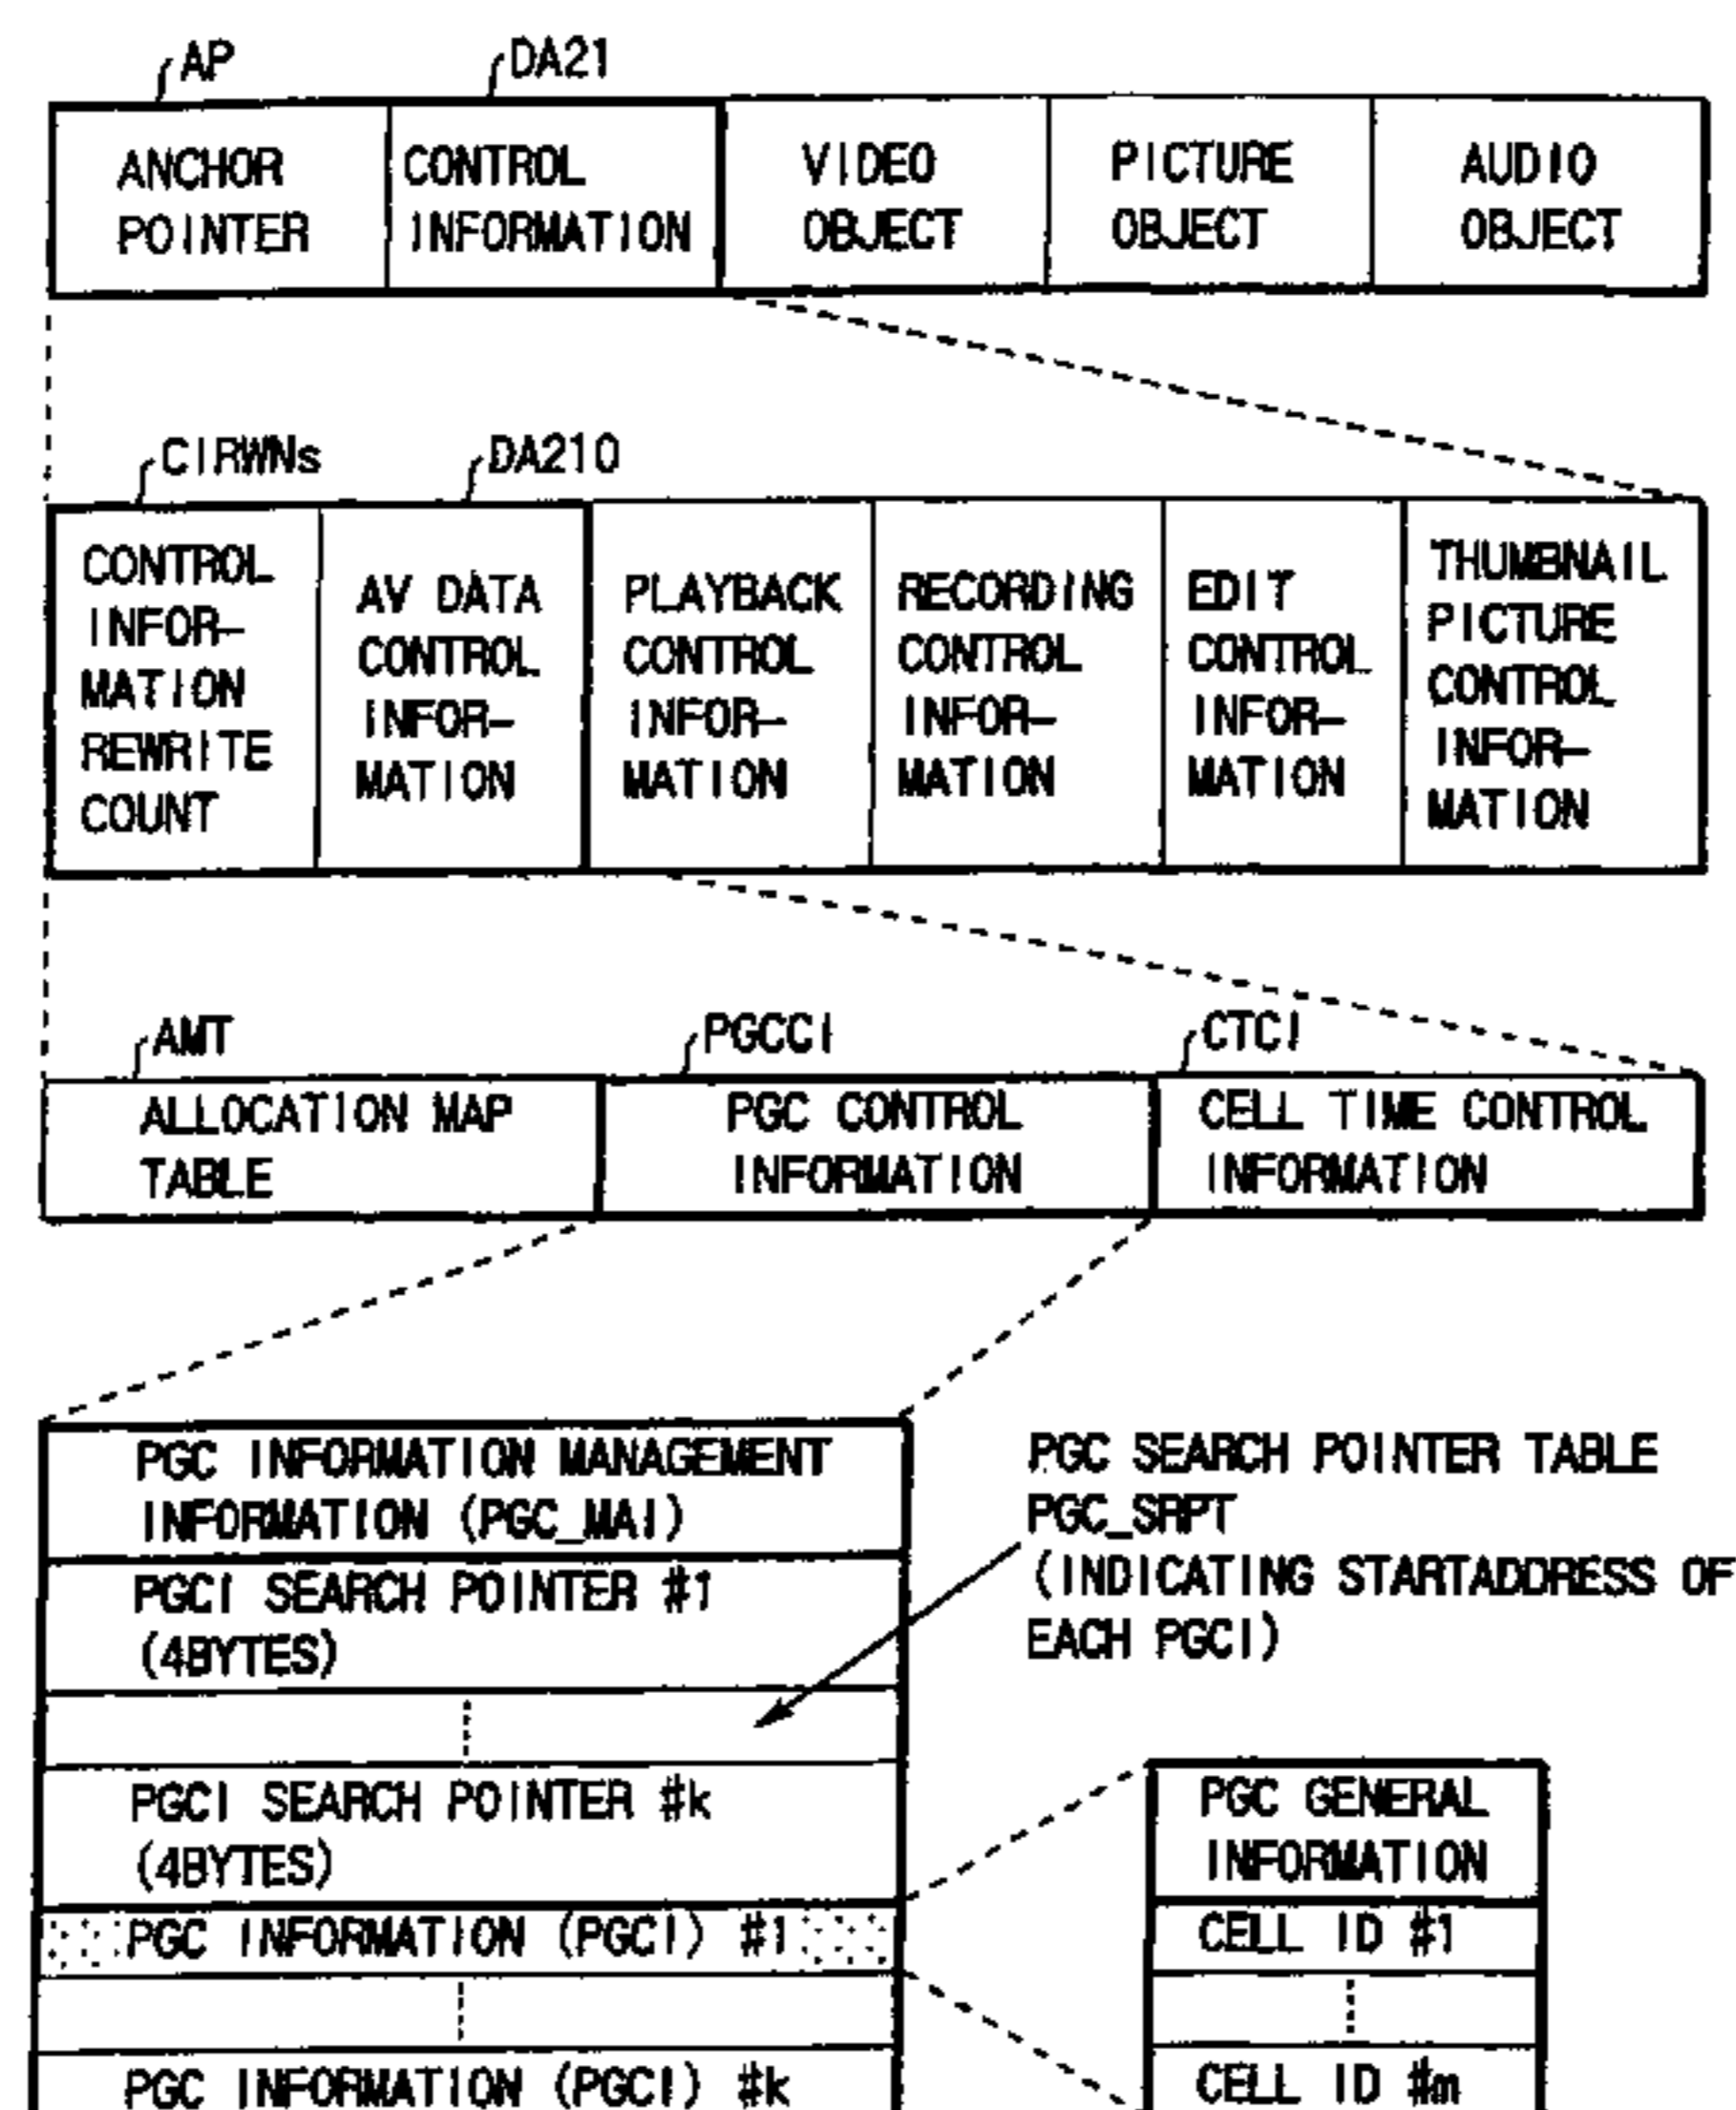 AP
DA21
ANCHOR
POINTER
CONTROL
INFORMATION
VIDEO
OBJECT
PICTURE
OBJECT
AUDIO
OBJECT
CIRWNs
DA210
CONTROL
INFOR-
MATION
REWRITE
COUNT
AV DATA
CONTROL
INFOR-
MATION
PLAYBACK
CONTROL
INFOR-
MATION
RECORDING
CONTROL
INFOR-
MATION
EDIT
CONTROL
INFOR-
MATION
THUMBNAIL
PICTURE
CONTROL
INFOR-
MATION
AMT
PGCCI
CTCI
ALLOCATION MAP
TABLE
PGC CONTROL
INFORMATION
CELL TIME CONTROL
INFORMATION
PGC INFORMATION MANAGEMENT
INFORMATION (PGC_MAI)
PGCI SEARCH POINTER #1
(4BYTES)
PGCI SEARCH POINTER #k
(4BYTES)
PGC INFORMATION (PGCI) #1
PGC INFORMATION (PGCI) #k
PGC SEARCH POINTER TABLE
PGC_SRPT
(INDICATING STARTADDRESS OF
EACH PGCI)
PGC GENERAL
INFORMATION
CELL ID #1
CELL ID #m